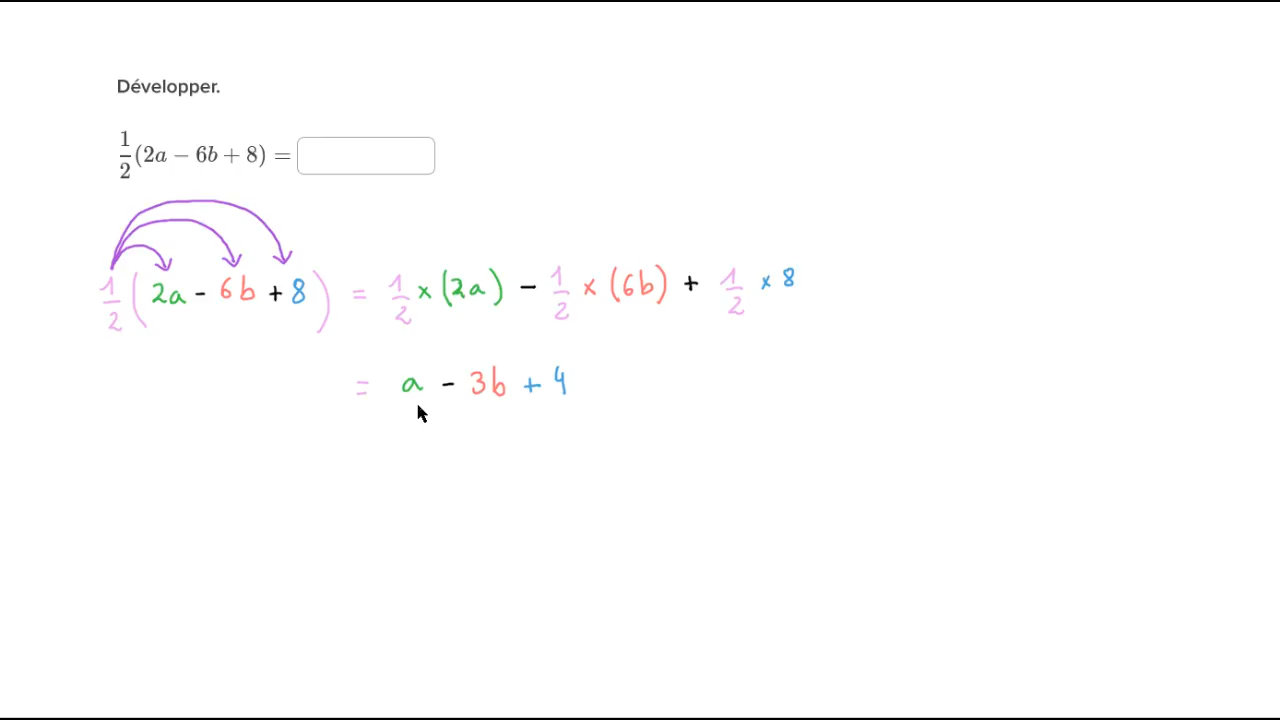 Développer.
1/2(2a − 6b + 8) =
1/2(2a - 6b + 8) = 1/2 × (2a) - 1/2 × (6b) + 1/2 × 8
= a - 3b + 4